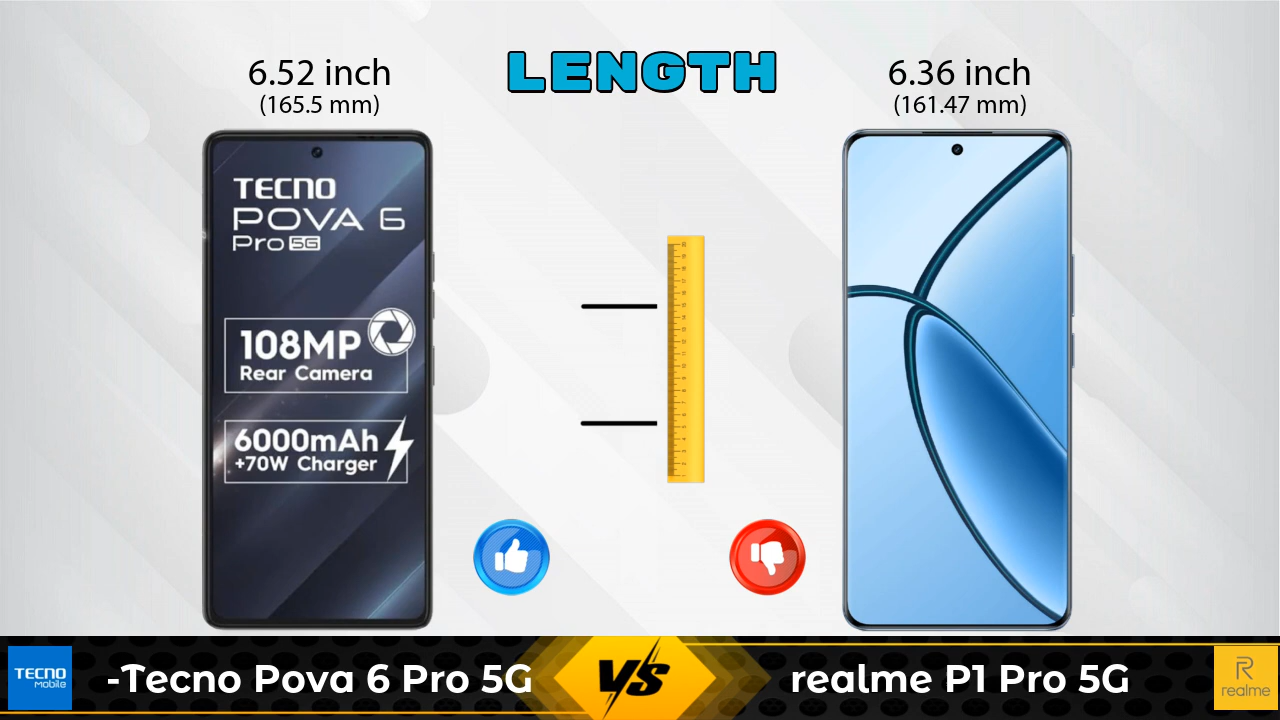 LENGTH
6.52 inch
(165.5 mm)
6.36 inch
(161.47 mm)
TECNO
POVA 6
Pro 5G
108MP
Rear Camera
6000mAh
+70W Charger
TECNO
mobile
-Tecno Pova 6 Pro 5G
VS
realme P1 Pro 5G
R
realme